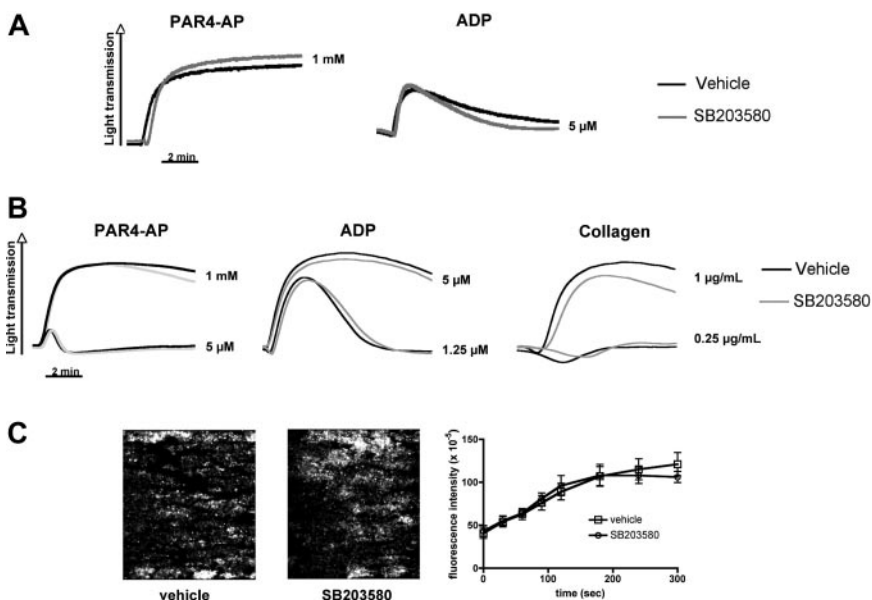 A
PAR4-AP
ADP
Light transmission
1 mM
5 µM
Vehicle
SB203580
2 min
B
PAR4-AP
ADP
Collagen
Light transmission
1 mM
5 µM
5 µM
1.25 µM
1 µg/mL
0.25 µg/mL
Vehicle
SB203580
2 min
C
vehicle
SB203580
fluorescence intensity (x 10⁻⁵)
150
100
50
0
0
100
200
300
time (sec)
vehicle
SB203580